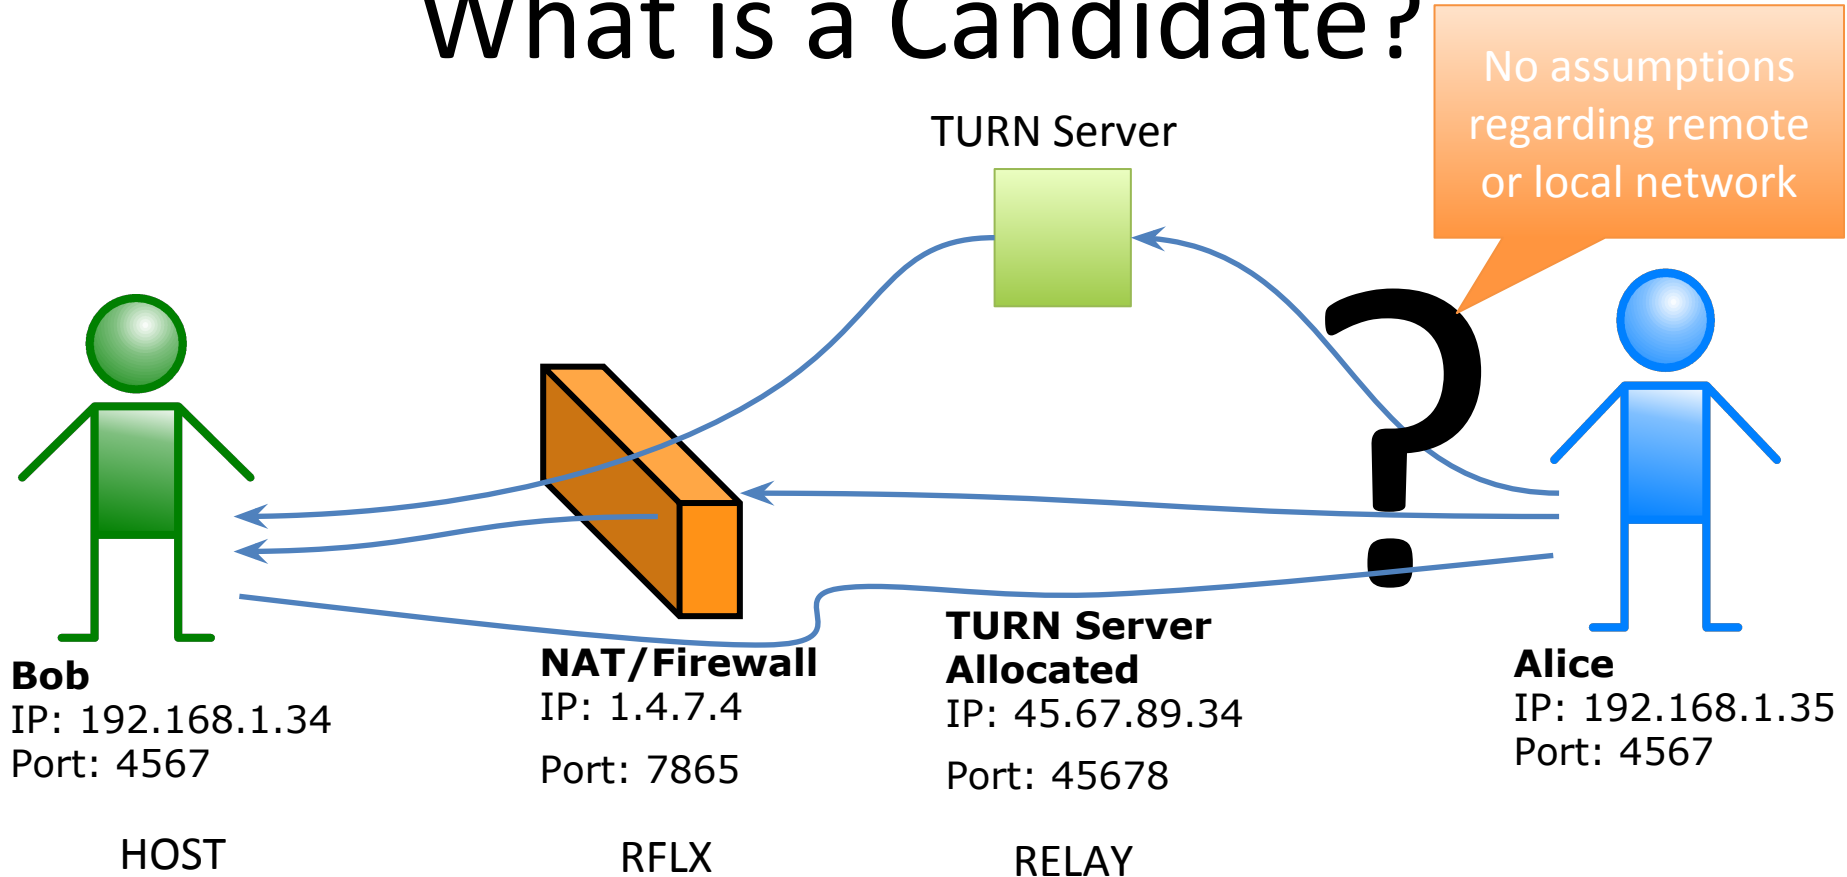 What is a Candidate?
No assumptions
regarding remote
or local network
TURN Server
Bob
IP: 192.168.1.34
Port: 4567
HOST
NAT/Firewall
IP: 1.4.7.4
Port: 7865
RFLX
TURN Server
Allocated
IP: 45.67.89.34
Port: 45678
RELAY
?
Alice
IP: 192.168.1.35
Port: 4567